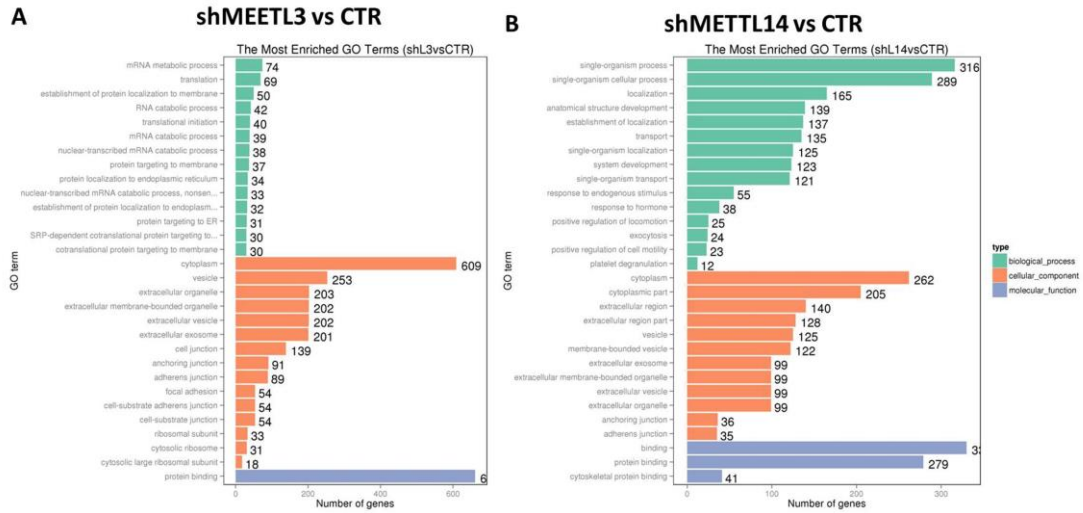 A
shMEETL3 vs CTR
The Most Enriched GO Terms (shL3vsCTR)
GO term
mRNA metabolic process 74
translation 69
establishment of protein localization to membrane 50
RNA catabolic process 42
translational initiation 40
mRNA catabolic process 39
nuclear-transcribed mRNA catabolic process 38
protein targeting to membrane 37
protein localization to endoplasmic reticulum 34
nuclear-transcribed mRNA catabolic process, nonsen... 33
establishment of protein localization to endoplasm... 32
protein targeting to ER 31
SRP-dependent cotranslational protein targeting to... 30
cotranslational protein targeting to membrane 30
cytoplasm 609
vesicle 253
extracellular organelle 203
extracellular membrane-bounded organelle 202
extracellular vesicle 202
extracellular exosome 201
cell junction 139
anchoring junction 91
adherens junction 89
focal adhesion 54
cell-substrate adherens junction 54
cell-substrate junction 54
ribosomal subunit 33
cytosolic ribosome 31
cytosolic large ribosomal subunit 18
protein binding 6
0 200 400 600
Number of genes
B
shMETTL14 vs CTR
The Most Enriched GO Terms (shL14vsCTR)
GO term
single-organism process 316
single-organism cellular process 289
localization 165
anatomical structure development 139
establishment of localization 137
transport 135
single-organism localization 125
system development 123
single-organism transport 121
response to endogenous stimulus 55
response to hormone 38
positive regulation of locomotion 25
exocytosis 24
positive regulation of cell motility 23
platelet degranulation 12
cytoplasm 262
cytoplasmic part 205
extracellular region 140
extracellular region part 128
vesicle 125
membrane-bounded vesicle 122
extracellular exosome 99
extracellular membrane-bounded organelle 99
extracellular vesicle 99
extracellular organelle 99
anchoring junction 36
adherens junction 35
binding
protein binding 279
cytoskeletal protein binding 41
0 100 200 300
Number of genes
type
biological_process
cellular_component
molecular_function